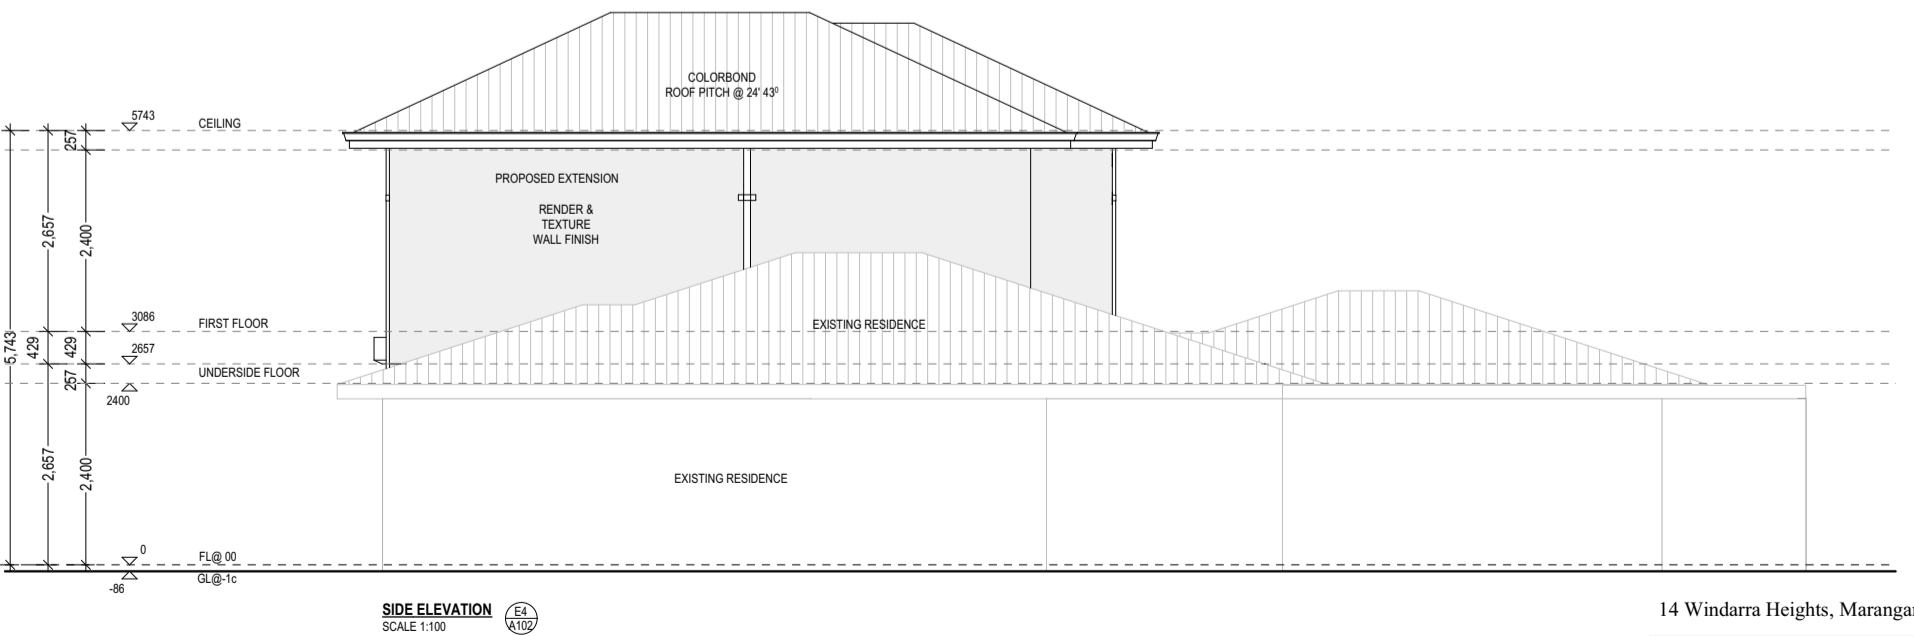 COLORBOND
ROOF PITCH @ 24' 43⁰
5743
CEILING
257
PROPOSED EXTENSION
RENDER &
TEXTURE
WALL FINISH
2,657
2,400
3086
FIRST FLOOR
EXISTING RESIDENCE
5,743
429
429
2657
UNDERSIDE FLOOR
257
2400
2,657
2,400
EXISTING RESIDENCE
0
FL@ 00
GL@-1c
-86
SIDE ELEVATION
SCALE 1:100
E4
A102
14 Windarra Heights, Marangar